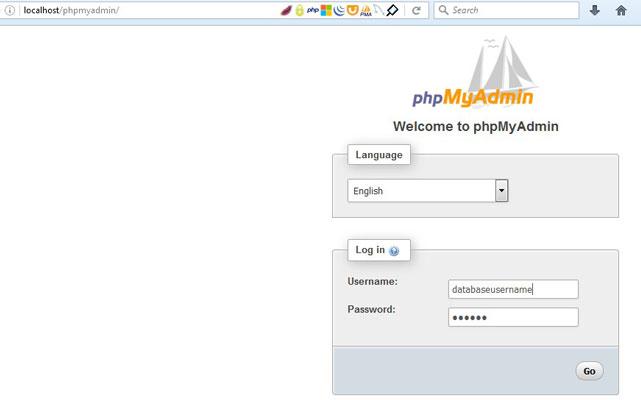 localhost/phpmyadmin/
php
PMA
Search
phpMyAdmin
Welcome to phpMyAdmin
Language
English
Log in
Username:
databaseusername
Password:
••••••
Go